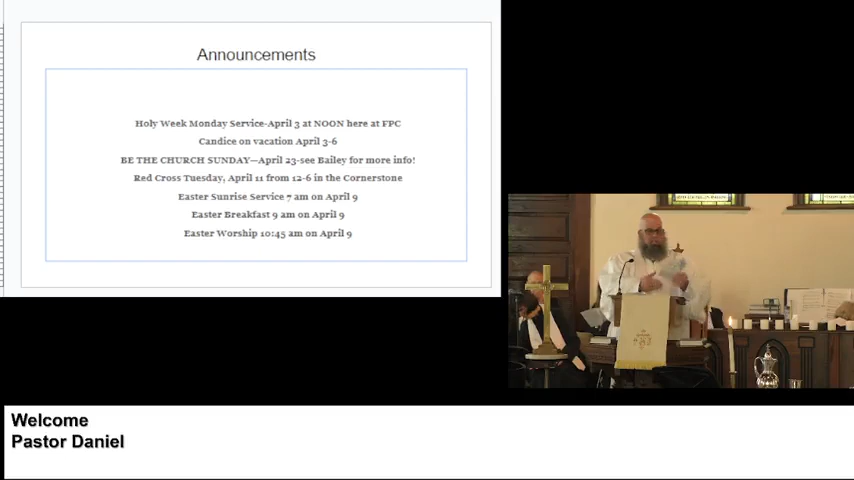 Announcements
Holy Week Monday Service-April 3 at NOON here at FPC
Candice on vacation April 3-6
BE THE CHURCH SUNDAY—April 23-see Bailey for more info!
Red Cross Tuesday, April 11 from 12-6 in the Cornerstone
Easter Sunrise Service 7 am on April 9
Easter Breakfast 9 am on April 9
Easter Worship 10:45 am on April 9
Welcome
Pastor Daniel